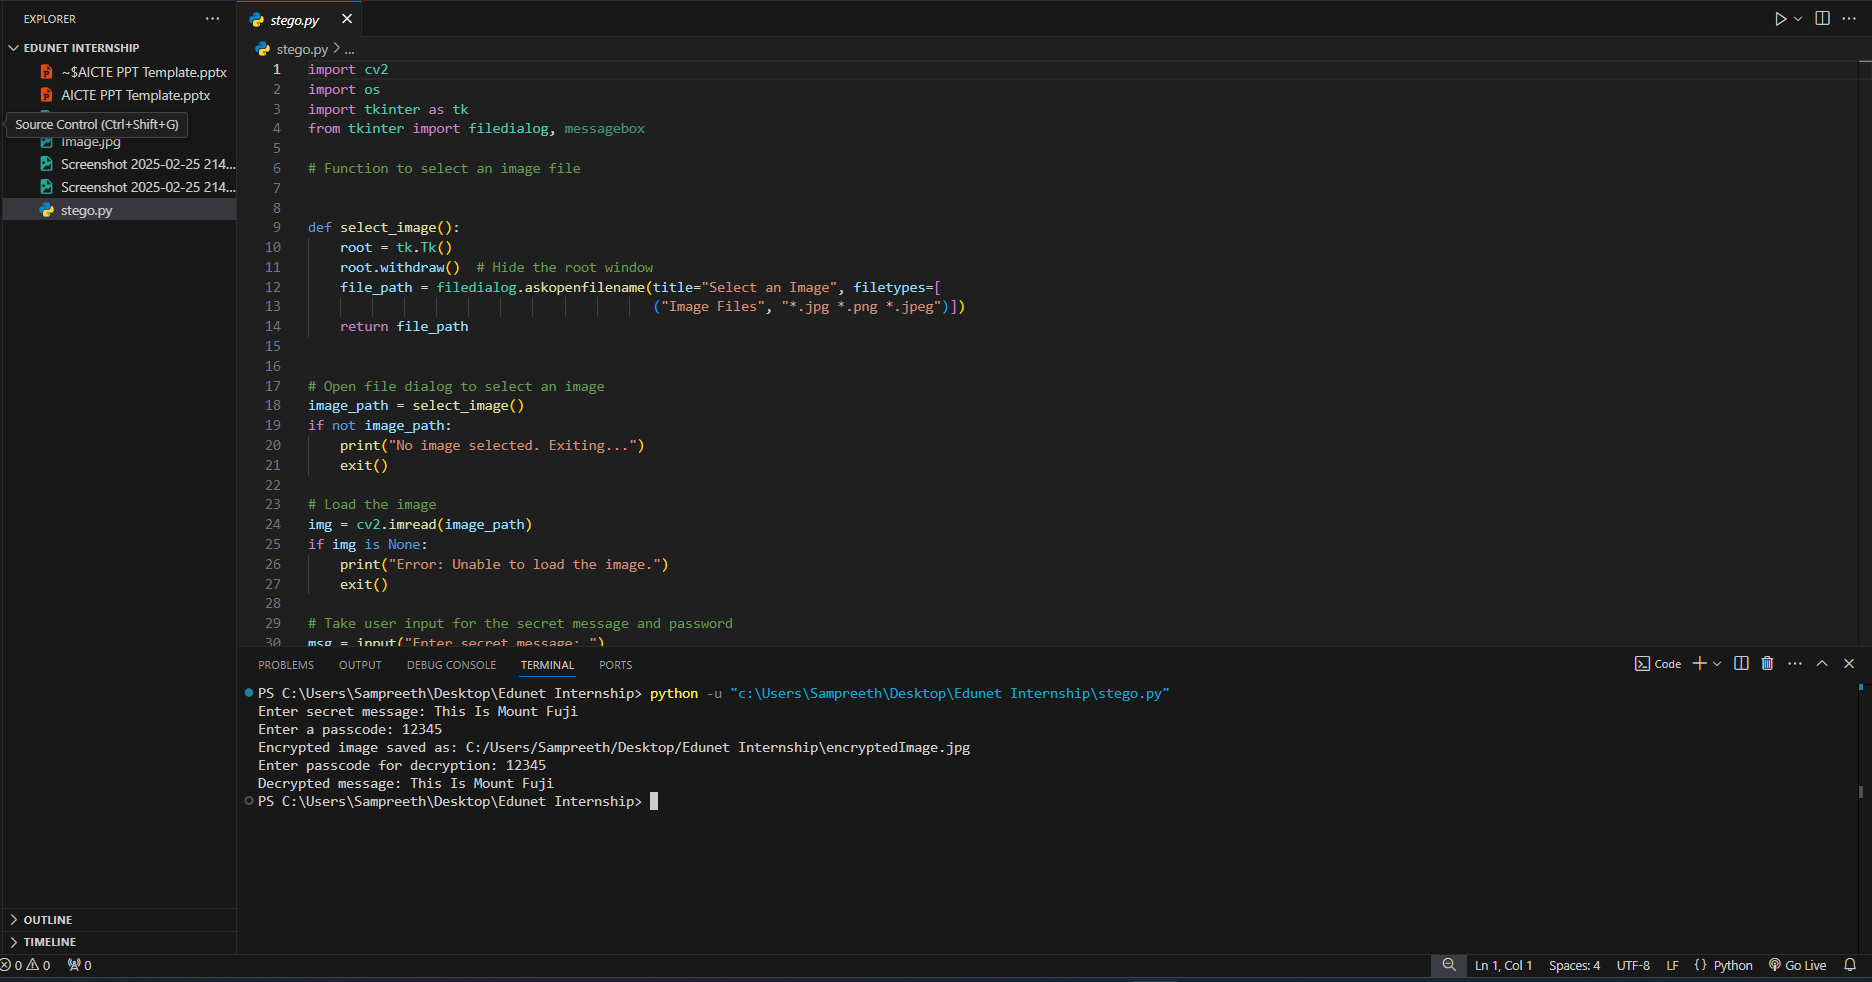 EXPLORER
EDUNET INTERNSHIP
~$AICTE PPT Template.pptx
AICTE PPT Template.pptx
Source Control (Ctrl+Shift+G)
Image.jpg
Screenshot 2025-02-25 214...
Screenshot 2025-02-25 214...
stego.py
OUTLINE
TIMELINE
stego.py
stego.py > ...
1 import cv2
2 import os
3 import tkinter as tk
4 from tkinter import filedialog, messagebox
5
6 # Function to select an image file
7
8
9 def select_image():
10 root = tk.Tk()
11 root.withdraw()  # Hide the root window
12 file_path = filedialog.askopenfilename(title="Select an Image", filetypes=[
13 ("Image Files", "*.jpg *.png *.jpeg")])
14 return file_path
15
16
17 # Open file dialog to select an image
18 image_path = select_image()
19 if not image_path:
20 print("No image selected. Exiting...")
21 exit()
22
23 # Load the image
24 img = cv2.imread(image_path)
25 if img is None:
26 print("Error: Unable to load the image.")
27 exit()
28
29 # Take user input for the secret message and password
30 msg = input("Enter secret message: ")
PROBLEMS OUTPUT DEBUG CONSOLE TERMINAL PORTS Code
PS C:\Users\Sampreeth\Desktop\Edunet Internship> python -u "c:\Users\Sampreeth\Desktop\Edunet Internship\stego.py"
Enter secret message: This Is Mount Fuji
Enter a passcode: 12345
Encrypted image saved as: C:/Users/Sampreeth/Desktop/Edunet Internship\encryptedImage.jpg
Enter passcode for decryption: 12345
Decrypted message: This Is Mount Fuji
PS C:\Users\Sampreeth\Desktop\Edunet Internship>
0 0 0 Ln 1, Col 1 Spaces: 4 UTF-8 LF {} Python Go Live